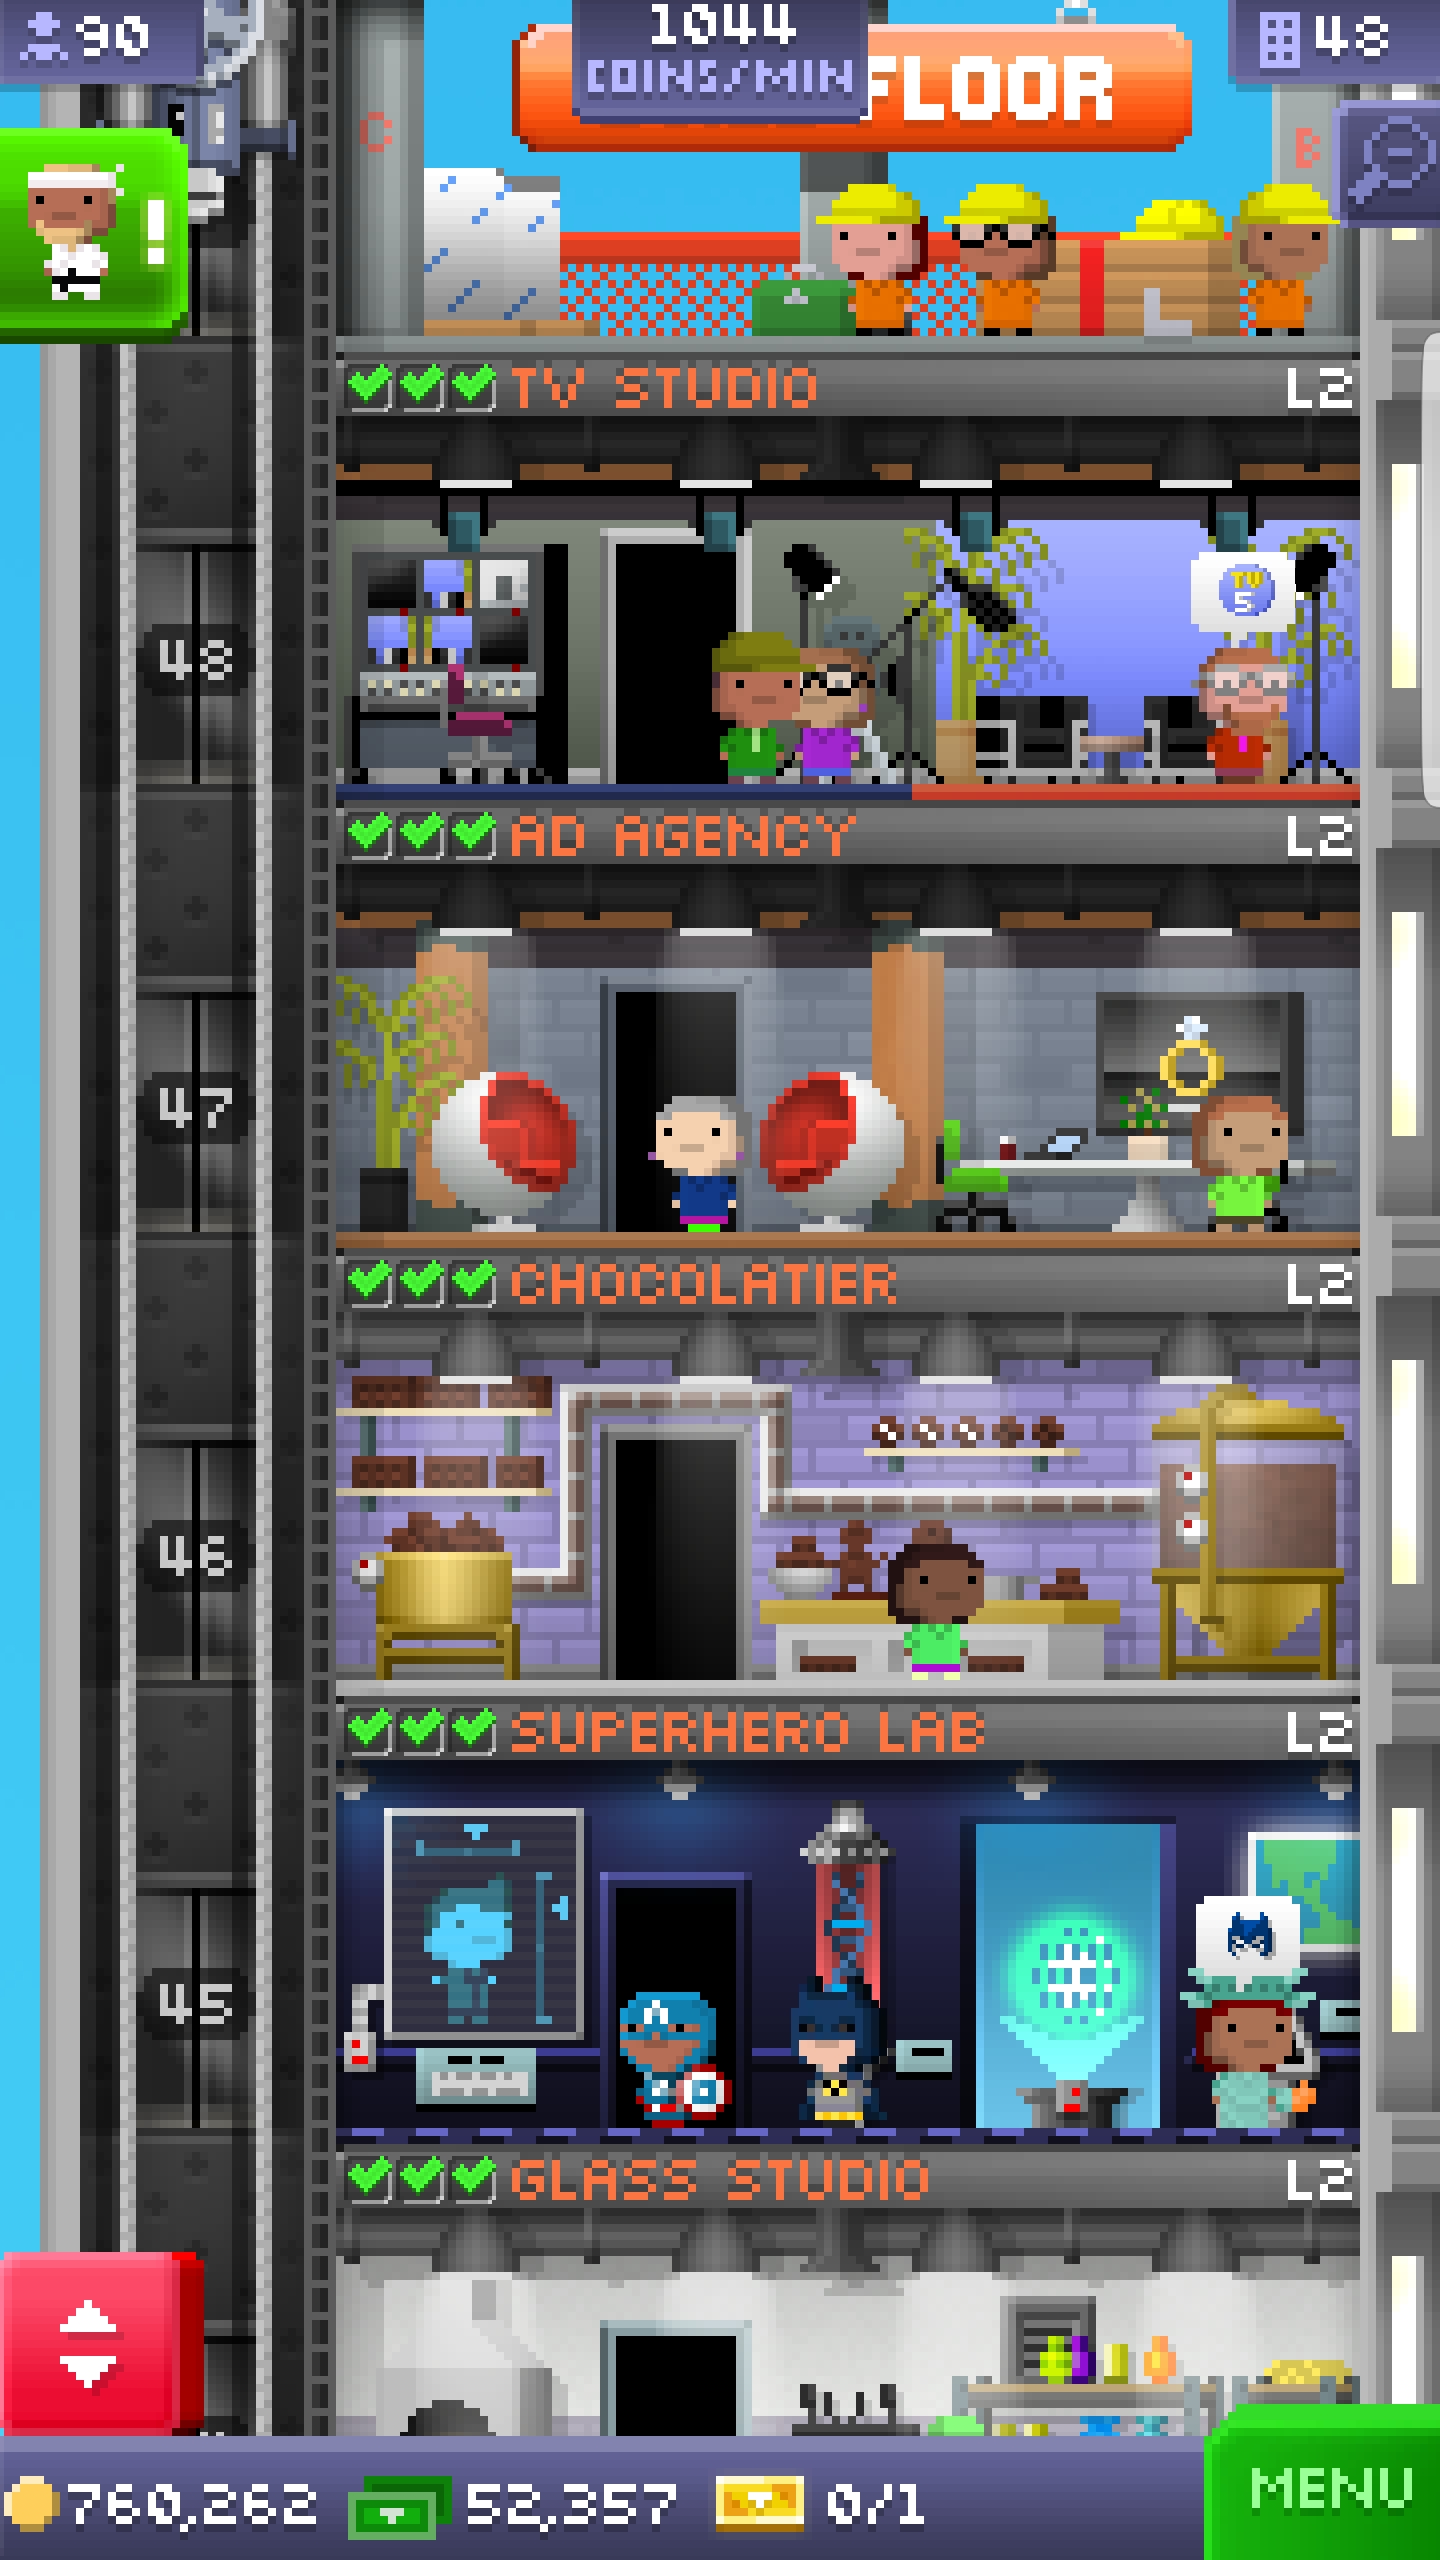 90
1044
COINS/MIN
48
FLOOR
C
B
!
TV STUDIO L2
TV
5
48
AD AGENCY L2
47
CHOCOLATIER L2
46
SUPERHERO LAB L2
A
45
GLASS STUDIO L2
760,262 52,357 0/1
MENU